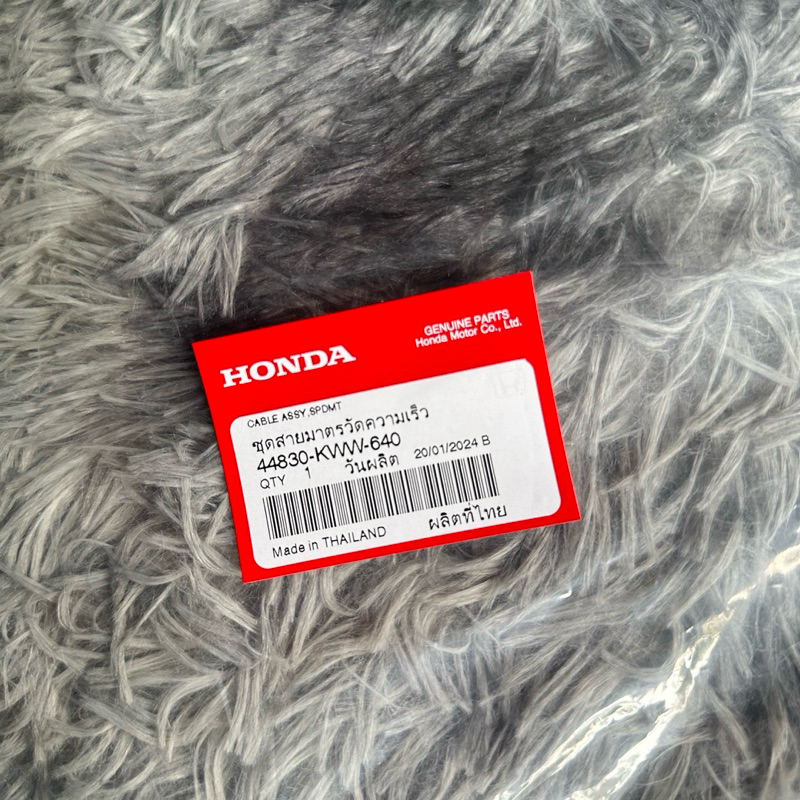 HONDA
GENUINE PARTS
Honda Motor Co., Ltd.
CABLE ASSY,SPDMT
ชุดสายมาตรวัดความเร็ว
44830-KWW-640
QTY 1 วันผลิต 20/01/2024 B
Made in THAILAND ผลิตที่ไทย